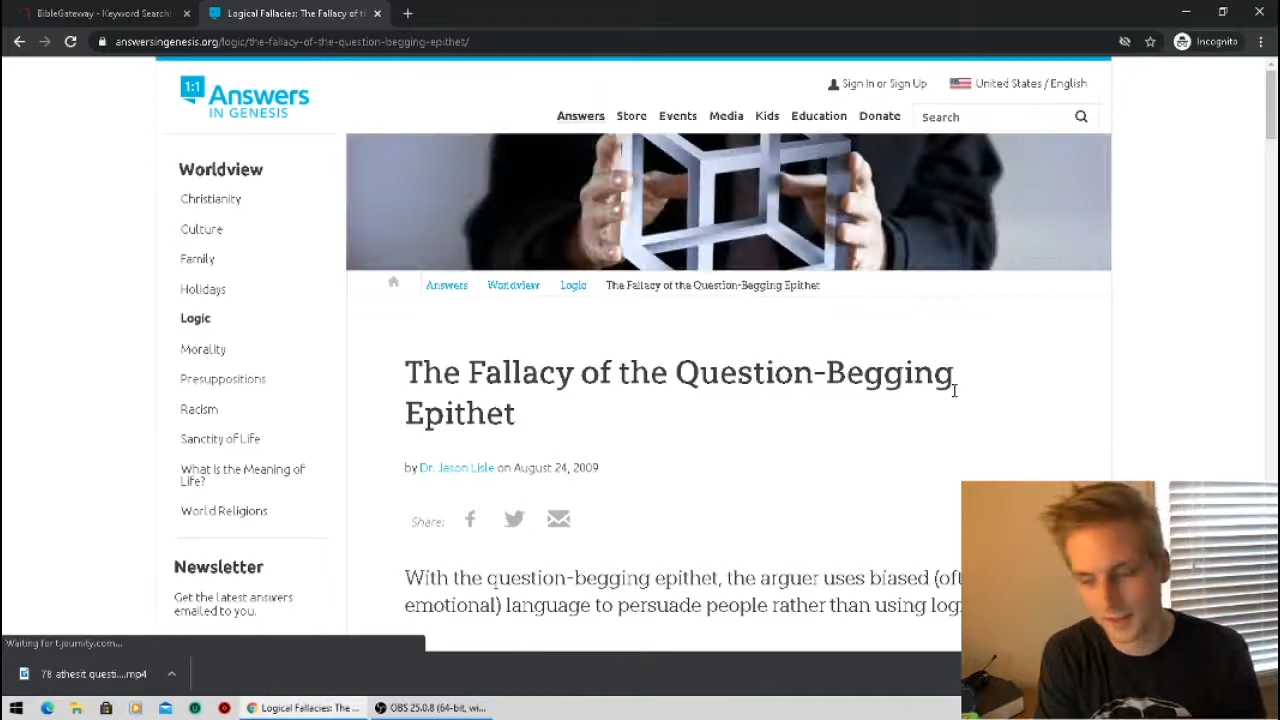 BibleGateway - Keyword Search:
Logical Fallacies: The Fallacy of t
answersingenesis.org/logic/the-fallacy-of-the-question-begging-epithet/
Incognito
1:1
Answers
IN GENESIS
Sign In or Sign Up
United States / English
Answers
Store
Events
Media
Kids
Education
Donate
Search
Worldview
Christianity
Culture
Family
Holidays
Logic
Morality
Presuppositions
Racism
Sanctity of Life
What Is the Meaning of
Life?
World Religions
Newsletter
Get the latest answers
emailed to you.
Answers
Worldview
Logic
The Fallacy of the Question-Begging Epithet
The Fallacy of the Question-Begging
Epithet
by Dr. Jason Lisle on August 24, 2009
Share:
With the question-begging epithet, the arguer uses biased (oft
emotional) language to persuade people rather than using logi
Waiting for t.journity.com...
78 athesit questi....mp4
Logical Fallacies: The ...
OBS 25.0.8 (64-bit, wi...